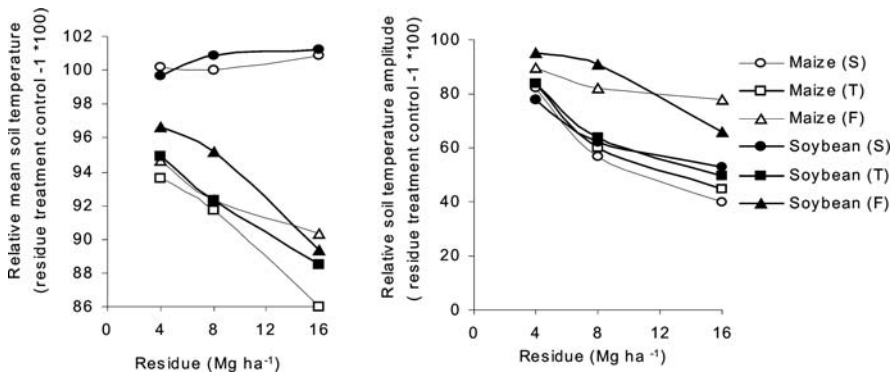 Relative mean soil temperature
(residue treatment control -1 *100)
102
100
98
96
94
92
90
88
86
0
4
8
12
16
Residue (Mg ha-1)
Relative soil temperature amplitude
( residue treatment control -1 *100)
100
80
60
40
20
0
0
4
8
12
16
Residue (Mg ha-1)
Maize (S)
Maize (T)
Maize (F)
Soybean (S)
Soybean (T)
Soybean (F)